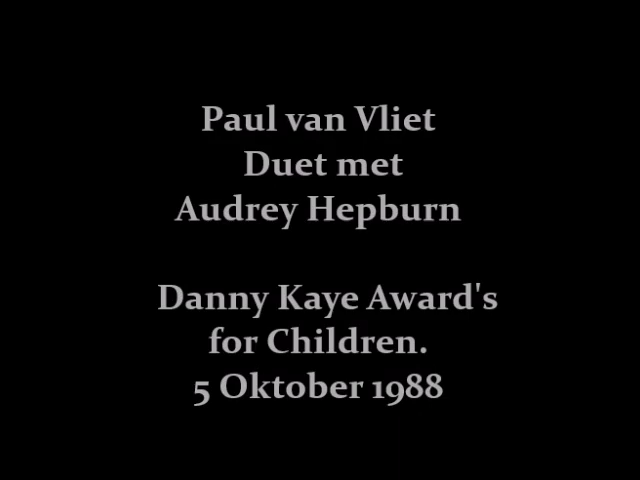 Paul van Vliet
Duet met
Audrey Hepburn
Danny Kaye Award's
for Children.
5 Oktober 1988